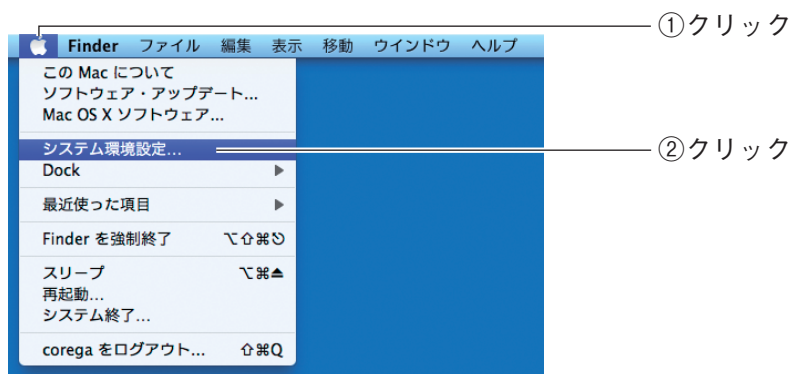 ①クリック
Finder ファイル 編集 表示 移動 ウインドウ ヘルプ
この Mac について
ソフトウェア・アップデート...
Mac OS X ソフトウェア...
システム環境設定...
②クリック
Dock ▶
最近使った項目 ▶
Finder を強制終了 ⌥⇧⌘⎋
スリープ ⌥⌘⏏
再起動...
システム終了...
corega をログアウト... ⇧⌘Q